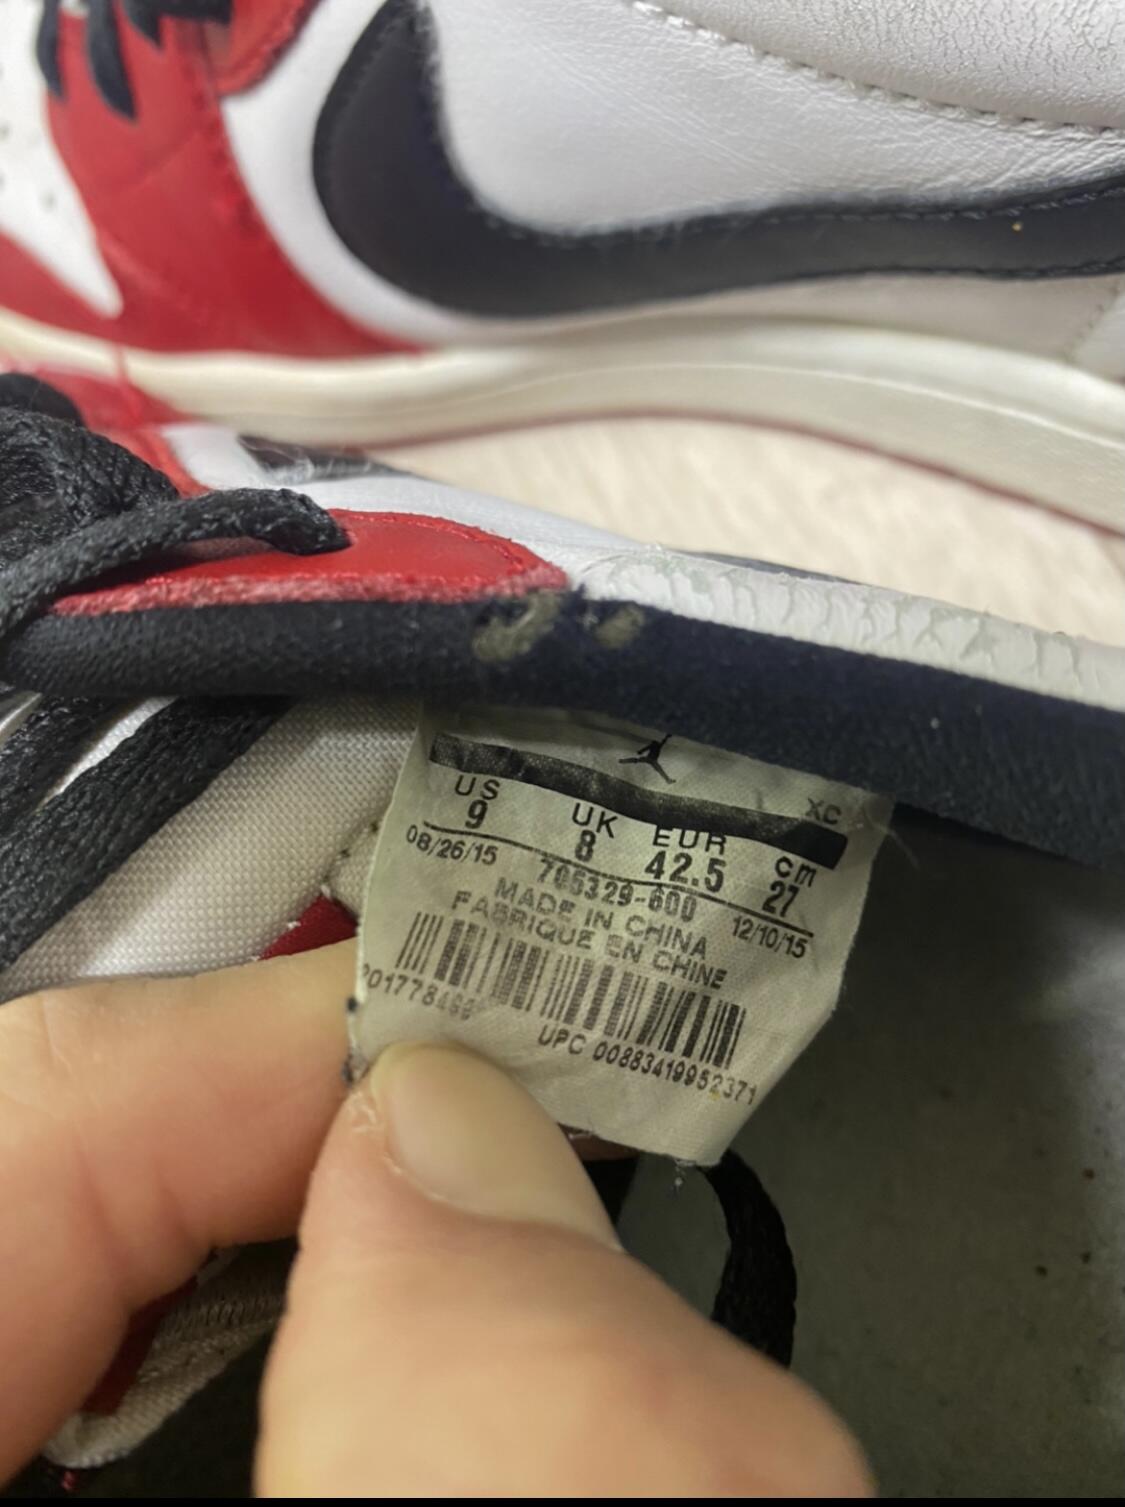 XC
US UK EUR cm
9 8 42.5 27
08/26/15 705329-600 12/10/15
MADE IN CHINA
FABRIQUE EN CHINE
UPC 00883419952371